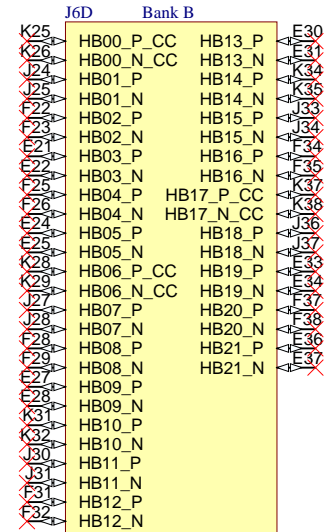 J6D Bank B
K25 HB00_P_CC HB13_P E30
K26 HB00_N_CC HB13_N E31
J24 HB01_P HB14_P K34
J25 HB01_N HB14_N K35
F22 HB02_P HB15_P J33
F23 HB02_N HB15_N J34
E21 HB03_P HB16_P F34
E22 HB03_N HB16_N F35
F25 HB04_P HB17_P_CC K37
F26 HB04_N HB17_N_CC K38
E24 HB05_P HB18_P J36
E25 HB05_N HB18_N J37
K28 HB06_P_CC HB19_P E33
K29 HB06_N_CC HB19_N E34
J27 HB07_P HB20_P F37
J28 HB07_N HB20_N F38
F28 HB08_P HB21_P E36
F29 HB08_N HB21_N E37
E27 HB09_P
E28 HB09_N
K31 HB10_P
K32 HB10_N
J30 HB11_P
J31 HB11_N
F31 HB12_P
F32 HB12_N